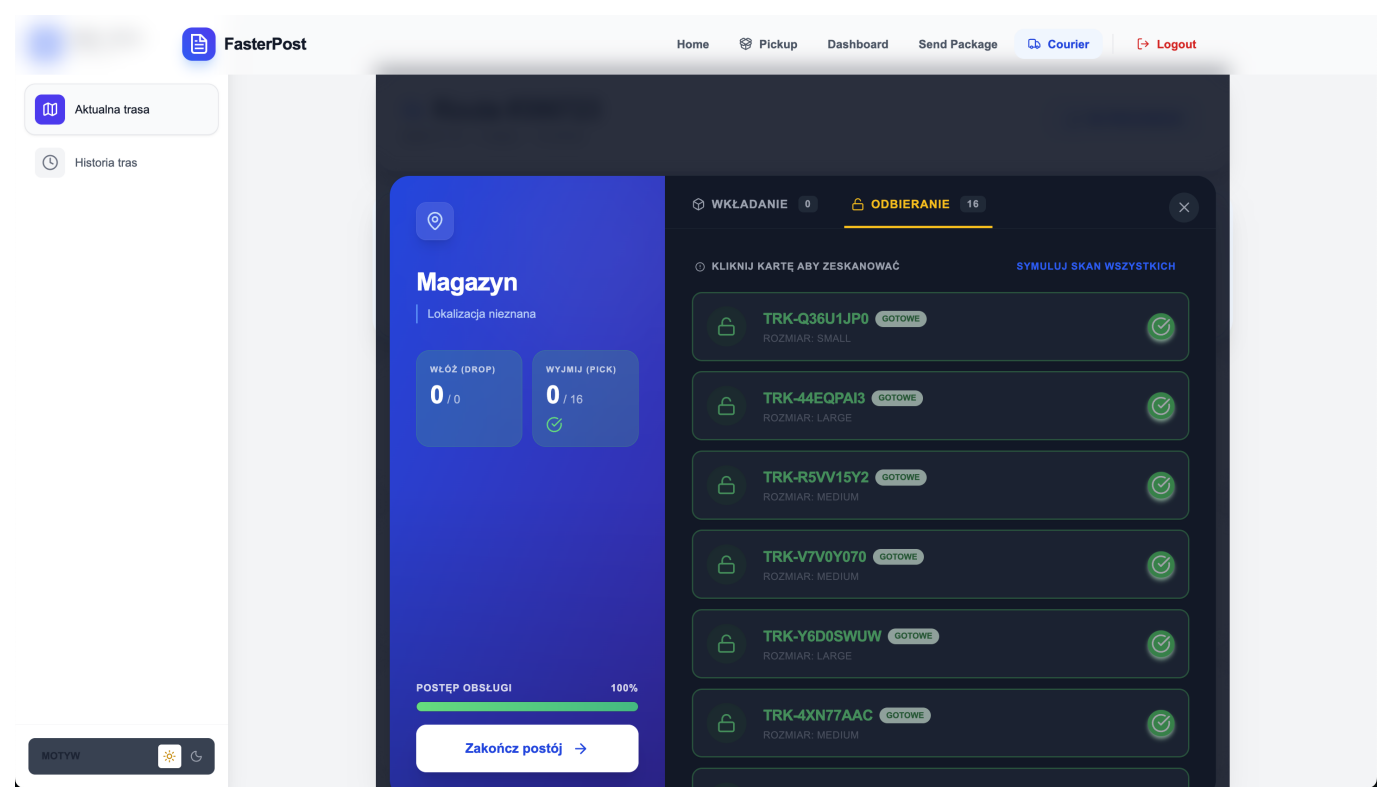 FasterPost
Home
Pickup
Dashboard
Send Package
Courier
Logout
Aktualna trasa
Historia tras
MOTYW
Magazyn
Lokalizacja nieznana
WŁÓŻ (DROP)
0 / 0
WYJMIJ (PICK)
0 / 16
POSTĘP OBSŁUGI 100%
Zakończ postój
WKŁADANIE 0
ODBIERANIE 16
KLIKNIJ KARTĘ ABY ZESKANOWAĆ
SYMULUJ SKAN WSZYSTKICH
TRK-Q36U1JP0 GOTOWE
ROZMIAR: SMALL
TRK-44EQPAI3 GOTOWE
ROZMIAR: LARGE
TRK-R5VV15Y2 GOTOWE
ROZMIAR: MEDIUM
TRK-V7V0Y070 GOTOWE
ROZMIAR: MEDIUM
TRK-Y6D0SWUW GOTOWE
ROZMIAR: LARGE
TRK-4XN77AAC GOTOWE
ROZMIAR: MEDIUM